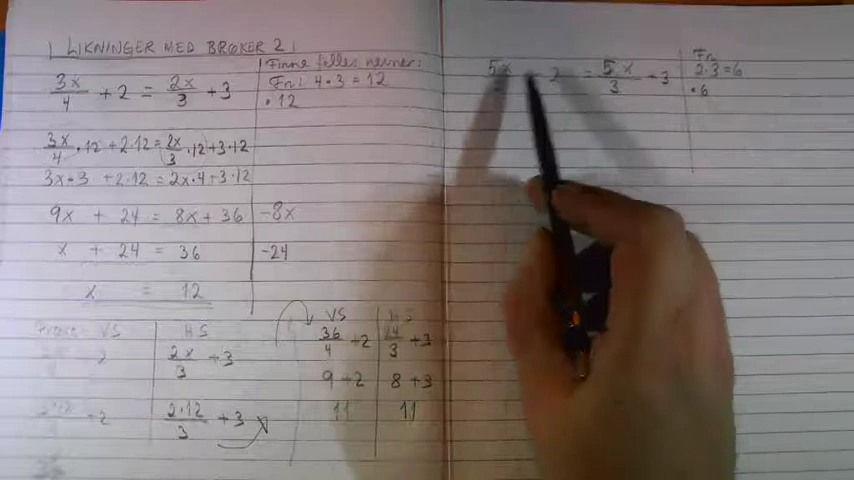 LIKNINGER MED BRØKER 2
3x/4 + 2 = 2x/3 + 3
Finne felles nevner:
Fn: 4·3 = 12
·12
3x/4 ·12 + 2·12 = 2x/3 ·12 + 3·12
3x·3 + 2·12 = 2x·4 + 3·12
9x + 24 = 8x + 36
-8x
x + 24 = 36
-24
x = 12
Prøve: VS
HS
+2
2x/3 + 3
2·12/3 + 3
VS
HS
36/4 + 2
24/3 + 3
9 + 2
8 + 3
11
11
5x
2 = 5x/3 + 3
Fn
2·3 = 6
·6